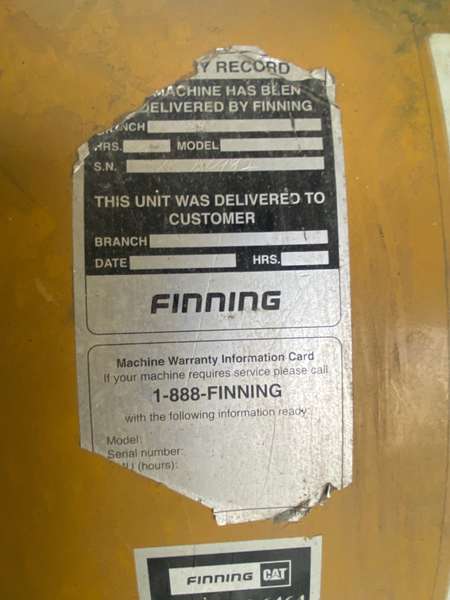 RY RECORD
MACHINE HAS BEEN
DELIVERED BY FINNING
BRANCH
HRS. MODEL
S.N.
THIS UNIT WAS DELIVERED TO
CUSTOMER
BRANCH
DATE HRS.
FINNING
Machine Warranty Information Card
If your machine requires service please call
1-888-FINNING
with the following information ready:
Model:
Serial number:
(hours):
FINNING CAT